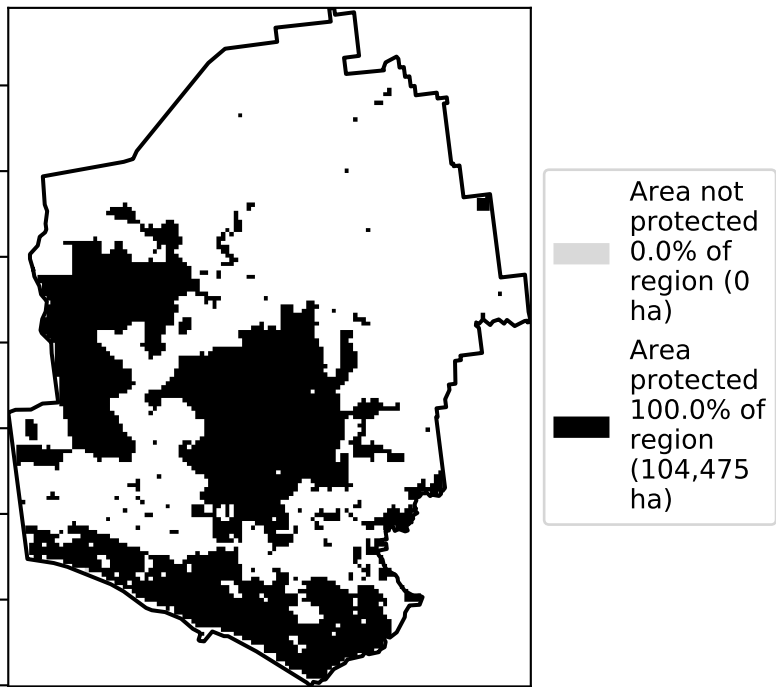 Area not
protected
0.0% of
region (0
ha)
Area
protected
100.0% of
region
(104,475
ha)